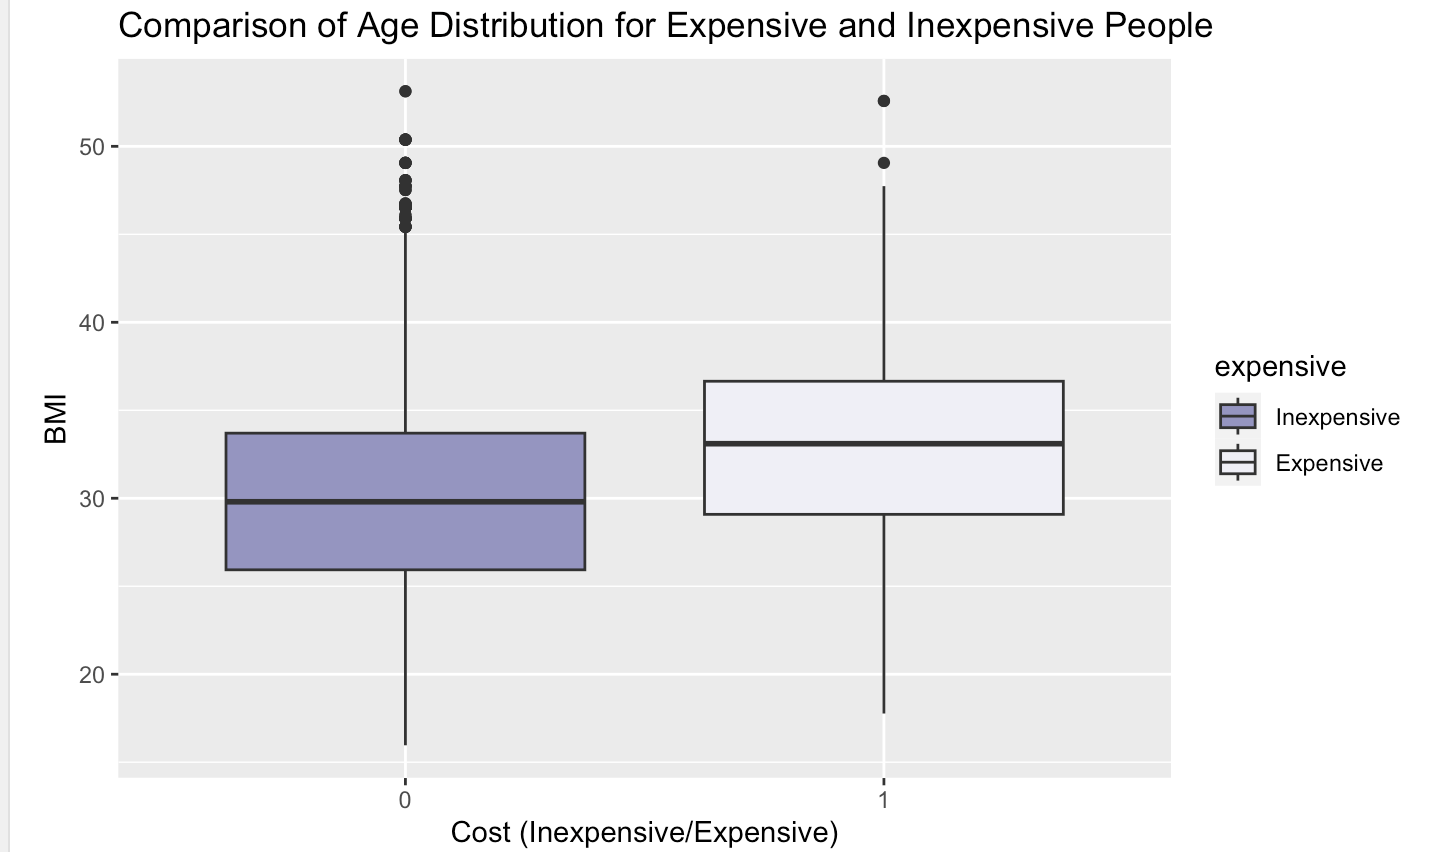 Comparison of Age Distribution for Expensive and Inexpensive People
50
40
30
20
BMI
0
1
Cost (Inexpensive/Expensive)
expensive
Inexpensive
Expensive